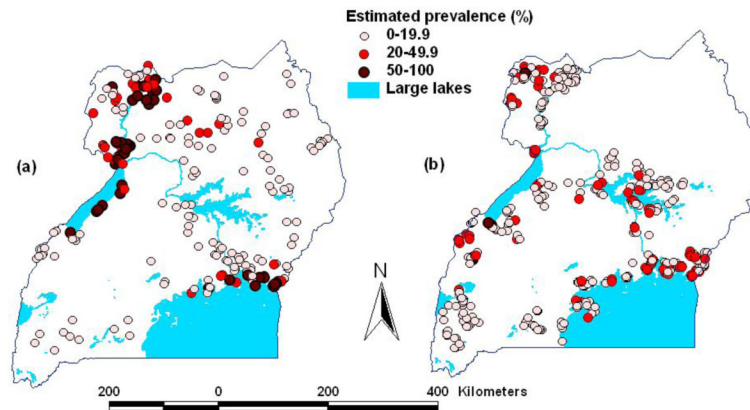 Estimated prevalence (%)
0-19.9
20-49.9
50-100
Large lakes
(a)
(b)
N
200 0 200 400 Kilometers